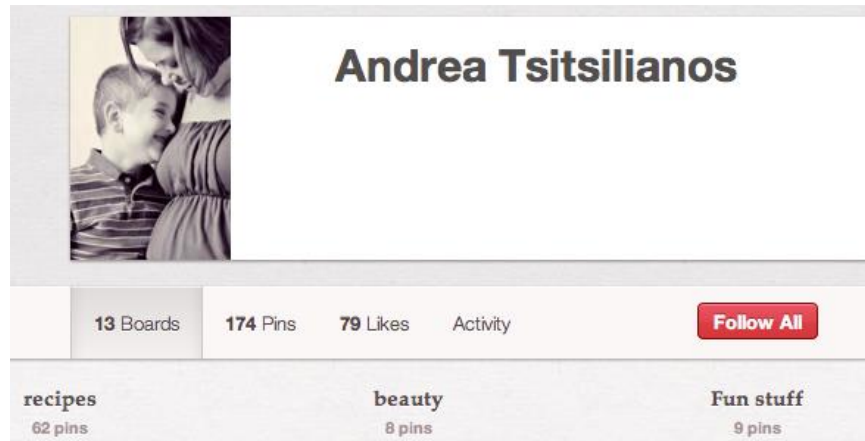 Andrea Tsitsilianos
13 Boards 174 Pins 79 Likes Activity Follow All
recipes beauty Fun stuff
62 pins 8 pins 9 pins